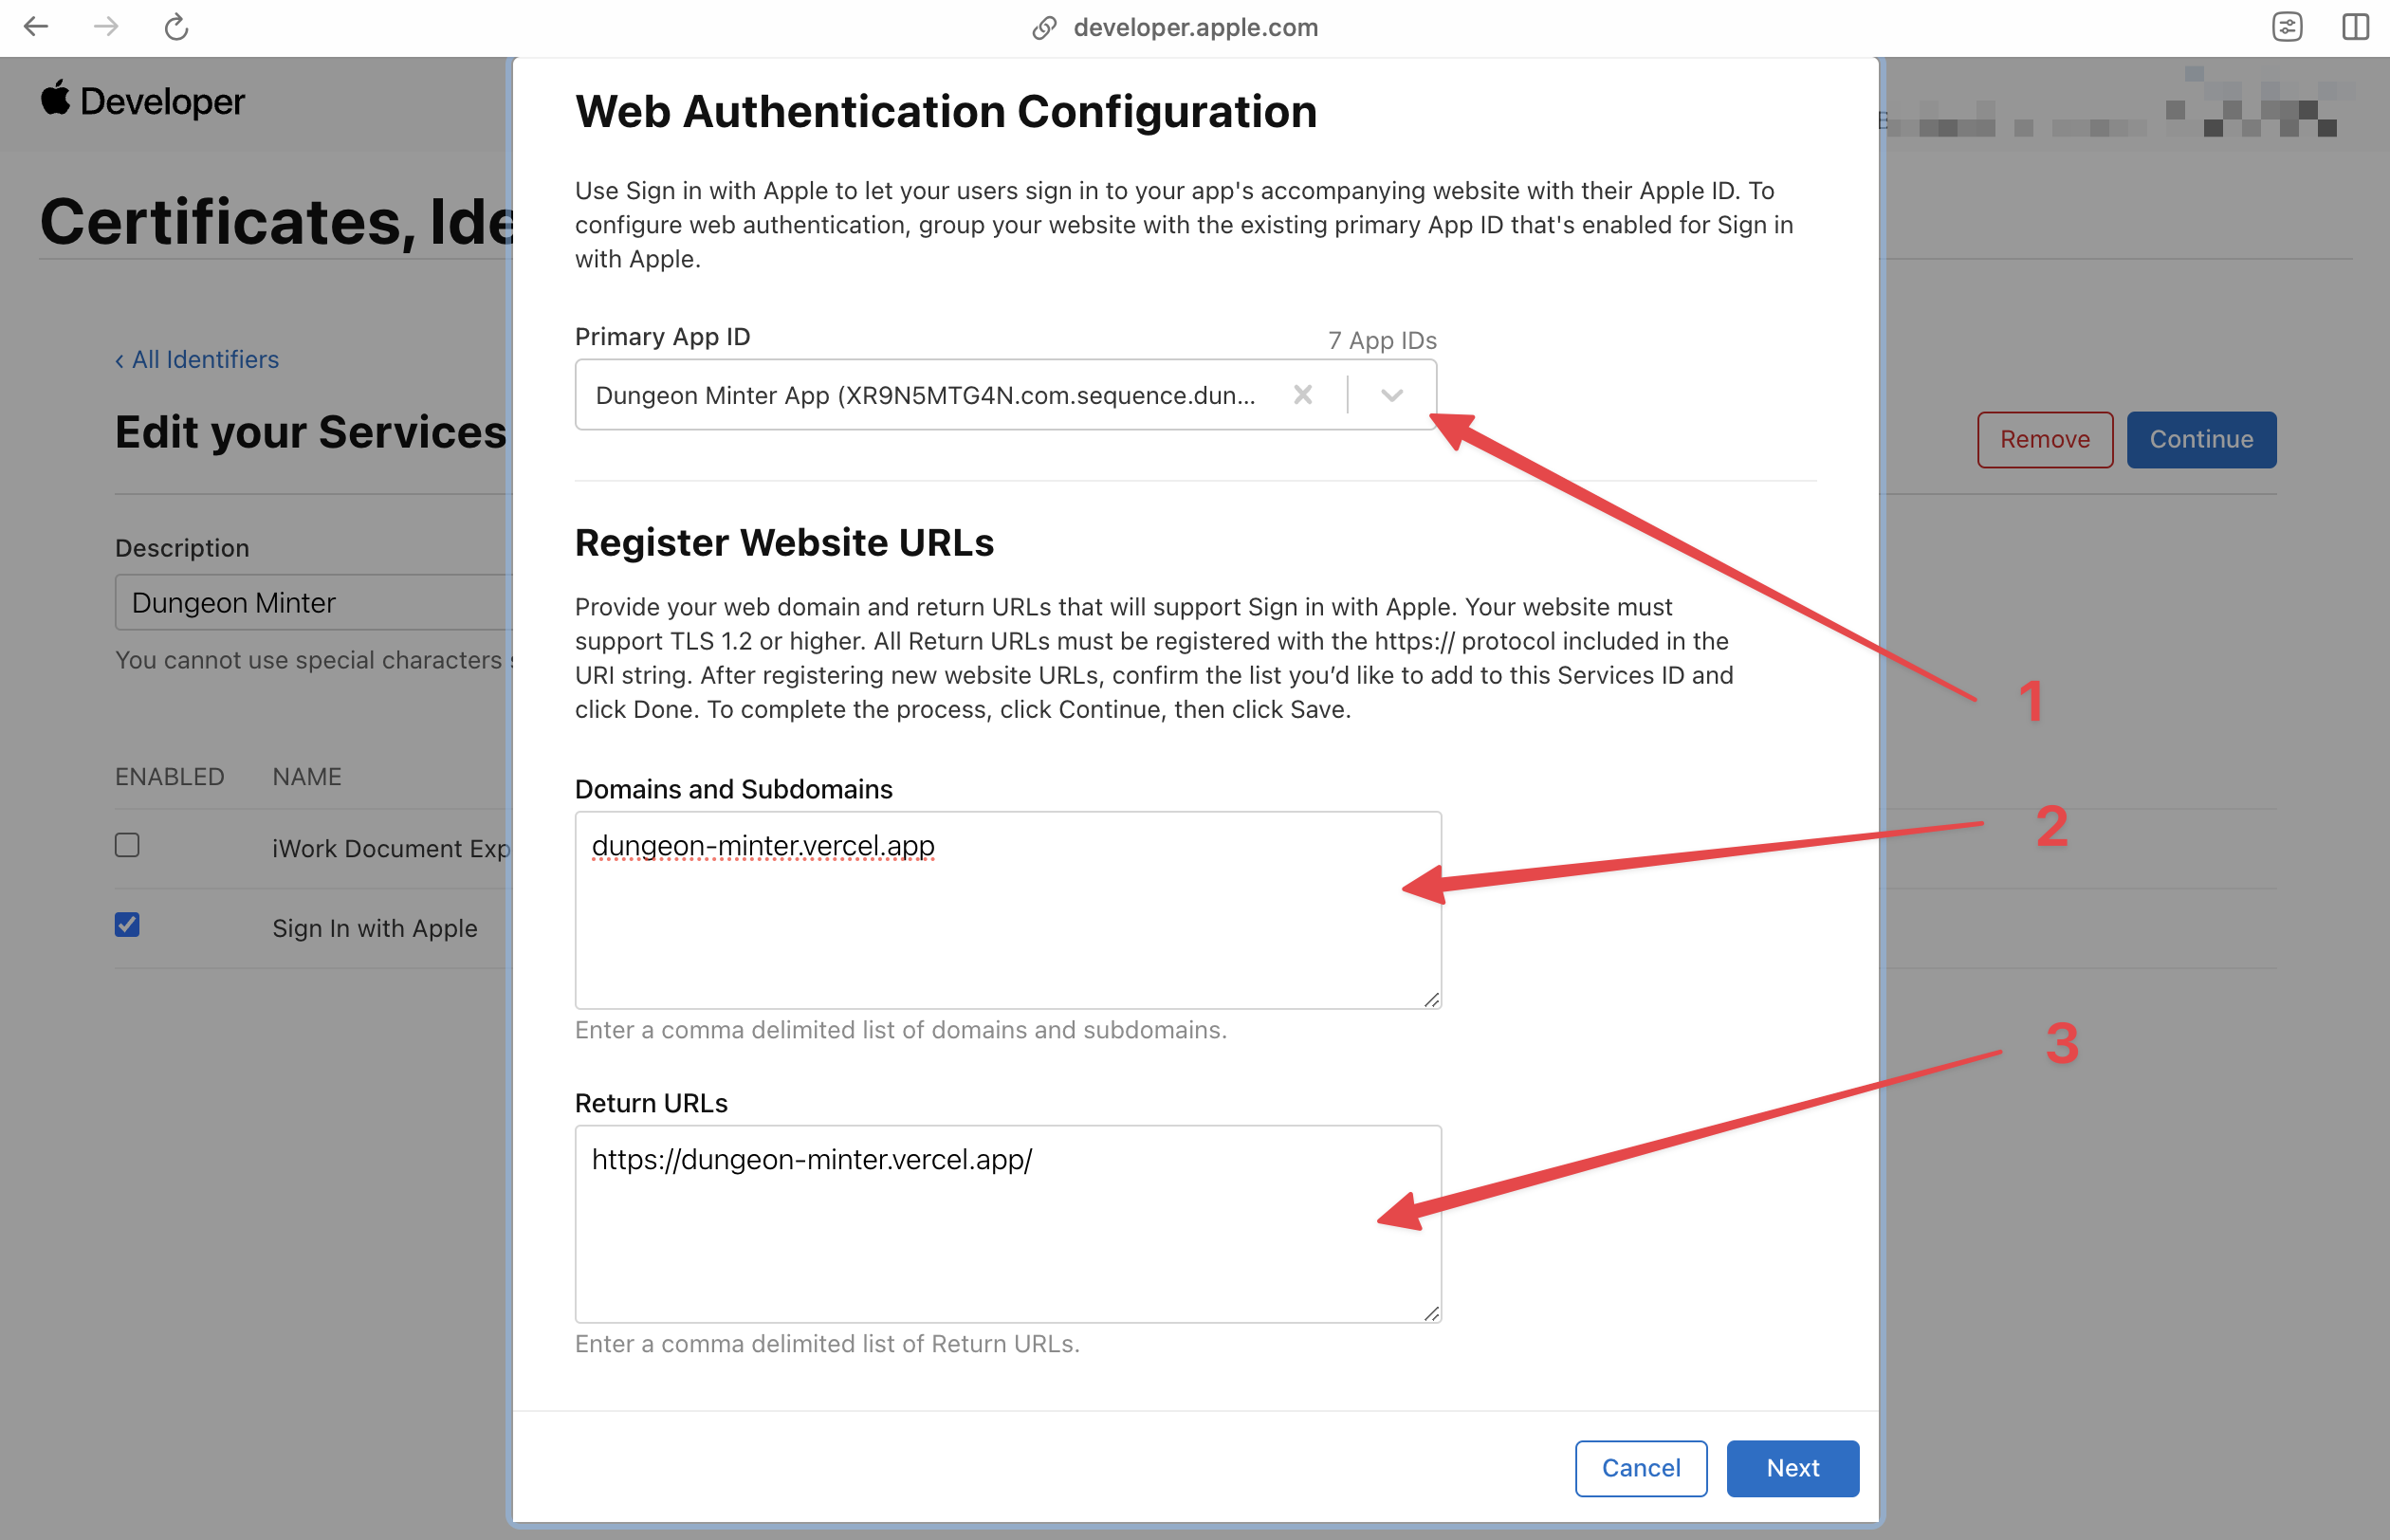 developer.apple.com
Developer
Certificates, Ide
‹ All Identifiers
Edit your Services
Remove
Continue
Description
Dungeon Minter
You cannot use special characters
ENABLED NAME
iWork Document Exp
Sign In with Apple
Web Authentication Configuration
Use Sign in with Apple to let your users sign in to your app's accompanying website with their Apple ID. To
configure web authentication, group your website with the existing primary App ID that's enabled for Sign in
with Apple.
Primary App ID
7 App IDs
Dungeon Minter App (XR9N5MTG4N.com.sequence.dun...
Register Website URLs
Provide your web domain and return URLs that will support Sign in with Apple. Your website must
support TLS 1.2 or higher. All Return URLs must be registered with the https:// protocol included in the
URI string. After registering new website URLs, confirm the list you’d like to add to this Services ID and
click Done. To complete the process, click Continue, then click Save.
Domains and Subdomains
dungeon-minter.vercel.app
Enter a comma delimited list of domains and subdomains.
Return URLs
https://dungeon-minter.vercel.app/
Enter a comma delimited list of Return URLs.
Cancel
Next
1
2
3